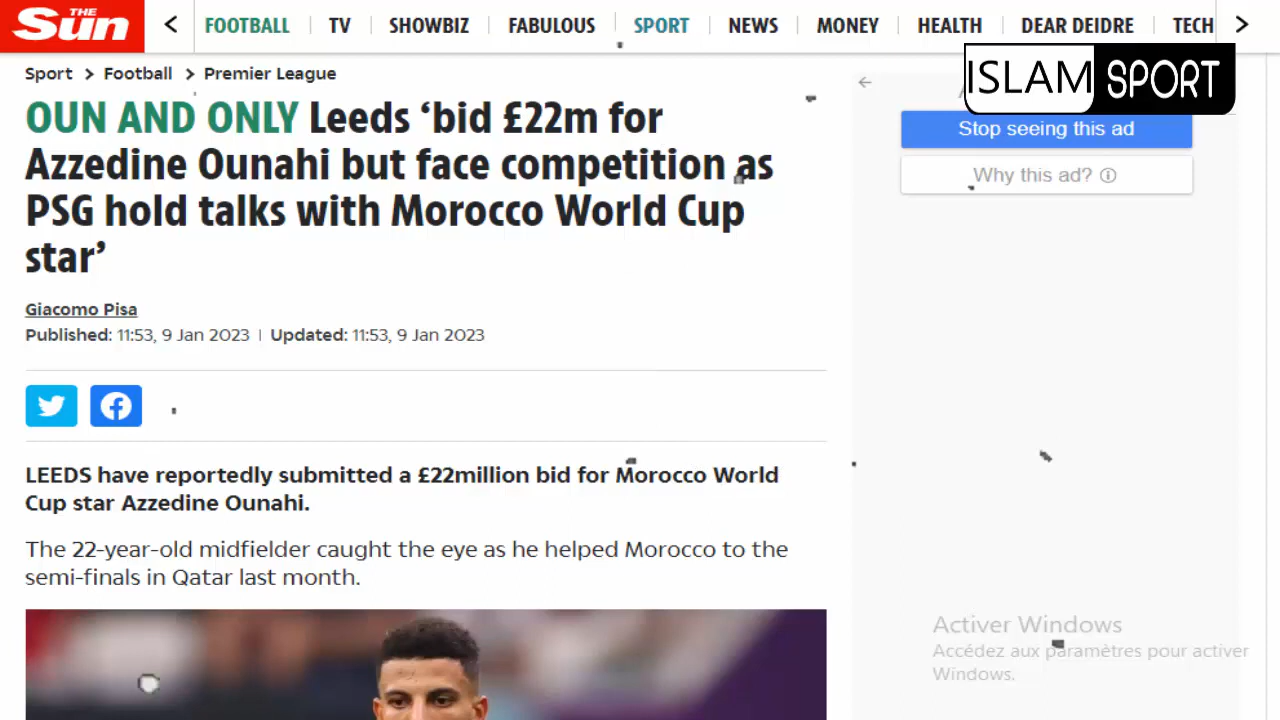 THE
Sun
FOOTBALL
TV
SHOWBIZ
FABULOUS
SPORT
NEWS
MONEY
HEALTH
DEAR DEIDRE
TECH
ISLAM SPORT
Sport > Football > Premier League
OUN AND ONLY Leeds ‘bid £22m for
Azzedine Ounahi but face competition as
PSG hold talks with Morocco World Cup
star’
Stop seeing this ad
Why this ad?
Giacomo Pisa
Published: 11:53, 9 Jan 2023 | Updated: 11:53, 9 Jan 2023
LEEDS have reportedly submitted a £22million bid for Morocco World
Cup star Azzedine Ounahi.
The 22-year-old midfielder caught the eye as he helped Morocco to the
semi-finals in Qatar last month.
Activer Windows
Accédez aux paramètres pour activer
Windows.